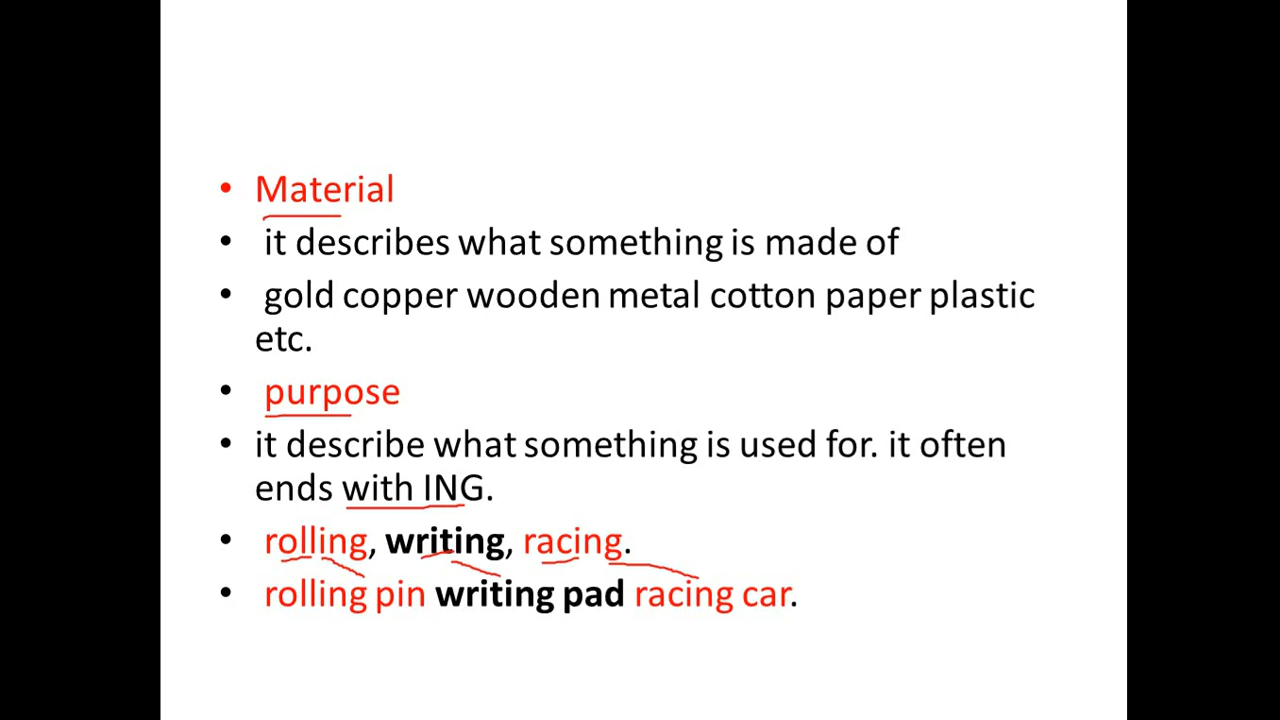 • Material
• it describes what something is made of
• gold copper wooden metal cotton paper plastic
etc.
• purpose
• it describe what something is used for. it often
ends with ING.
• rolling, writing, racing.
• rolling pin writing pad racing car.